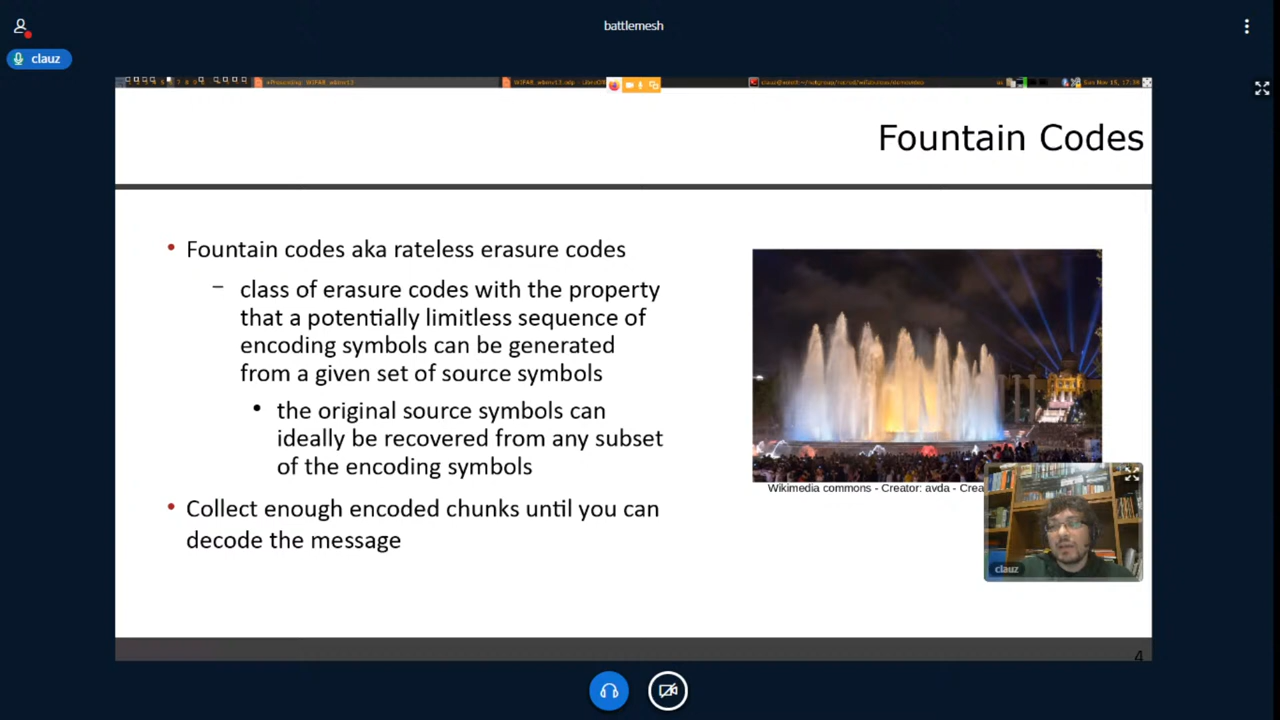 battlemesh
clauz
Fountain Codes
Fountain codes aka rateless erasure codes
class of erasure codes with the property
that a potentially limitless sequence of
encoding symbols can be generated
from a given set of source symbols
the original source symbols can
ideally be recovered from any subset
of the encoding symbols
Collect enough encoded chunks until you can
decode the message
Wikimedia commons - Creator: avda - Crea
clauz
4